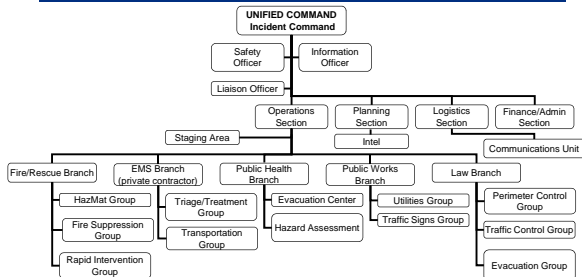 UNIFIED COMMAND
Incident Command
Safety
Officer
Information
Officer
Liaison Officer
Operations
Section
Planning
Section
Logistics
Section
Finance/Admin
Section
Staging Area
Intel
Communications Unit
Fire/Rescue Branch
EMS Branch
(private contractor)
Public Health
Branch
Public Works
Branch
Law Branch
HazMat Group
Fire Suppression
Group
Rapid Intervention
Group
Triage/Treatment
Group
Transportation
Group
Evacuation Center
Hazard Assessment
Utilities Group
Traffic Signs Group
Perimeter Control
Group
Traffic Control Group
Evacuation Group